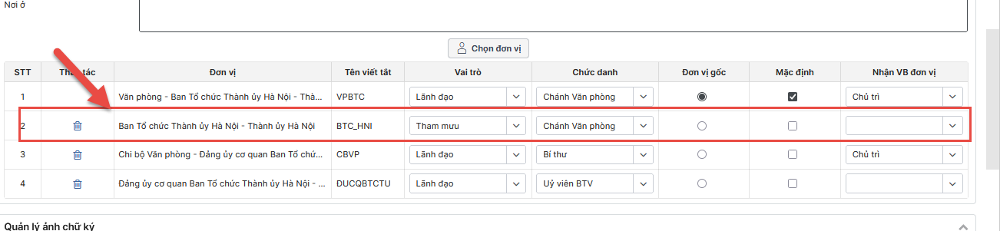 Nơi ở
Chọn đơn vị
STT Thao tác Đơn vị Tên viết tắt Vai trò Chức danh Đơn vị gốc Mặc định Nhận VB đơn vị
1 Văn phòng - Ban Tổ chức Thành ủy Hà Nội - Thà... VPBTC Lãnh đạo Chánh Văn phòng Chủ trì
2 Ban Tổ chức Thành ủy Hà Nội - Thành ủy Hà Nội BTC_HNI Tham mưu Chánh Văn phòng
3 Chi bộ Văn phòng - Đảng ủy cơ quan Ban Tổ chứ... CBVP Lãnh đạo Bí thư Chủ trì
4 Đảng ủy cơ quan Ban Tổ chức Thành ủy Hà Nội - ... ĐUCQBTCTU Lãnh đạo Uỷ viên BTV
Quản lý ảnh chữ ký